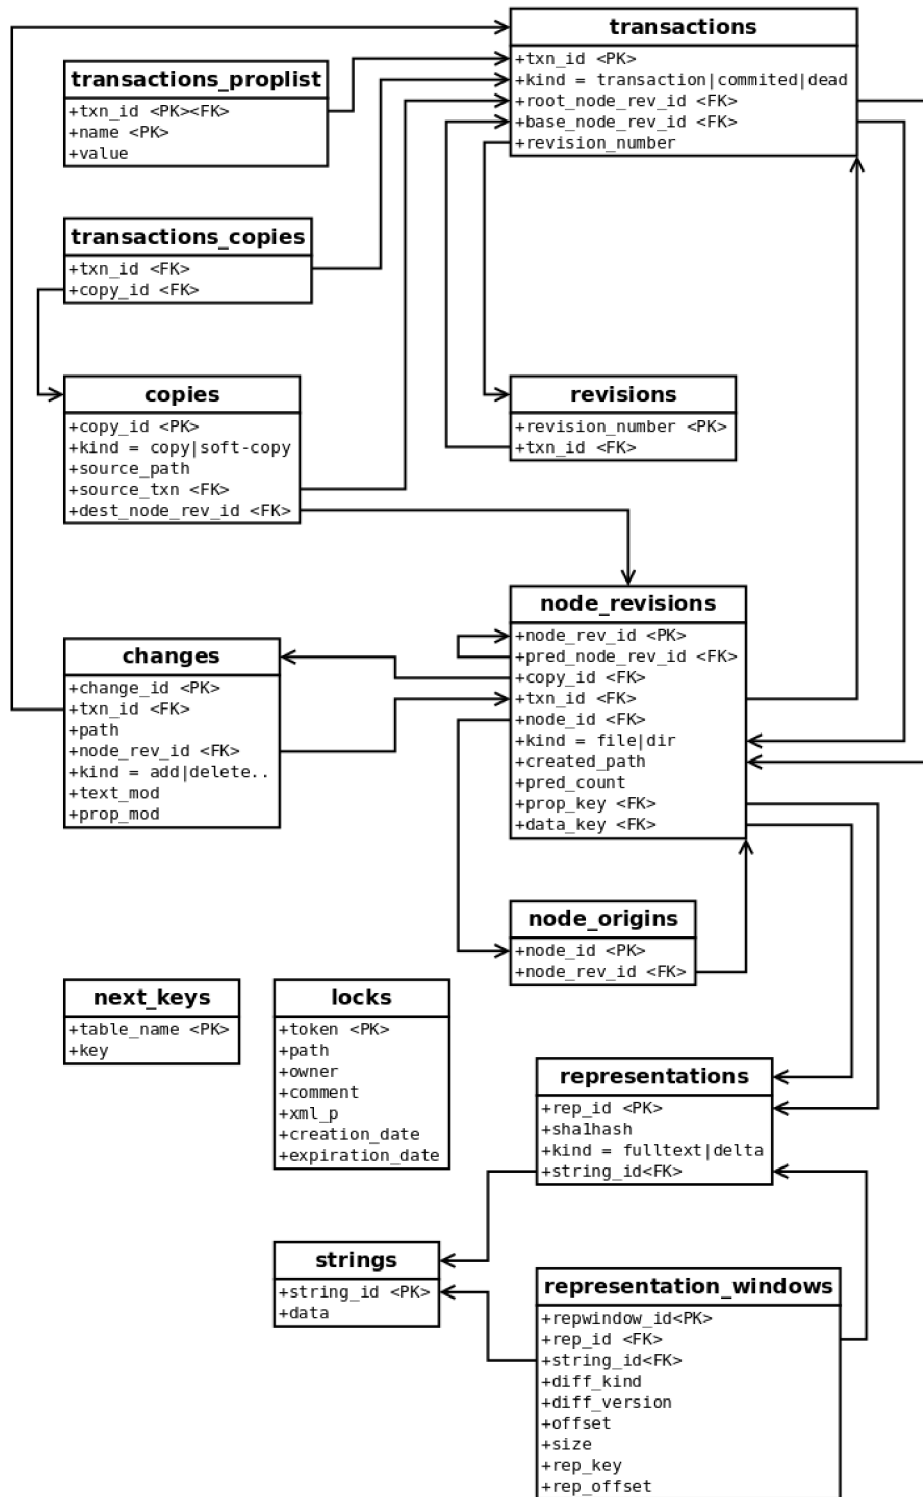 transactions
+txn_id <PK>
+kind = transaction|commited|dead
+root_node_rev_id <FK>
+base_node_rev_id <FK>
+revision_number
transactions_proplist
+txn_id <PK><FK>
+name <PK>
+value
transactions_copies
+txn_id <FK>
+copy_id <FK>
copies
+copy_id <PK>
+kind = copy|soft-copy
+source_path
+source_txn <FK>
+dest_node_rev_id <FK>
revisions
+revision_number <PK>
+txn_id <FK>
node_revisions
+node_rev_id <PK>
+pred_node_rev_id <FK>
+copy_id <FK>
+txn_id <FK>
+node_id <FK>
+kind = file|dir
+created_path
+pred_count
+prop_key <FK>
+data_key <FK>
changes
+change_id <PK>
+txn_id <FK>
+path
+node_rev_id <FK>
+kind = add|delete..
+text_mod
+prop_mod
node_origins
+node_id <PK>
+node_rev_id <FK>
next_keys
+table_name <PK>
+key
locks
+token <PK>
+path
+owner
+comment
+xml_p
+creation_date
+expiration_date
representations
+rep_id <PK>
+sha1hash
+kind = fulltext|delta
+string_id<FK>
strings
+string_id <PK>
+data
representation_windows
+repwindow_id<PK>
+rep_id <FK>
+string_id<FK>
+diff_kind
+diff_version
+offset
+size
+rep_key
+rep_offset